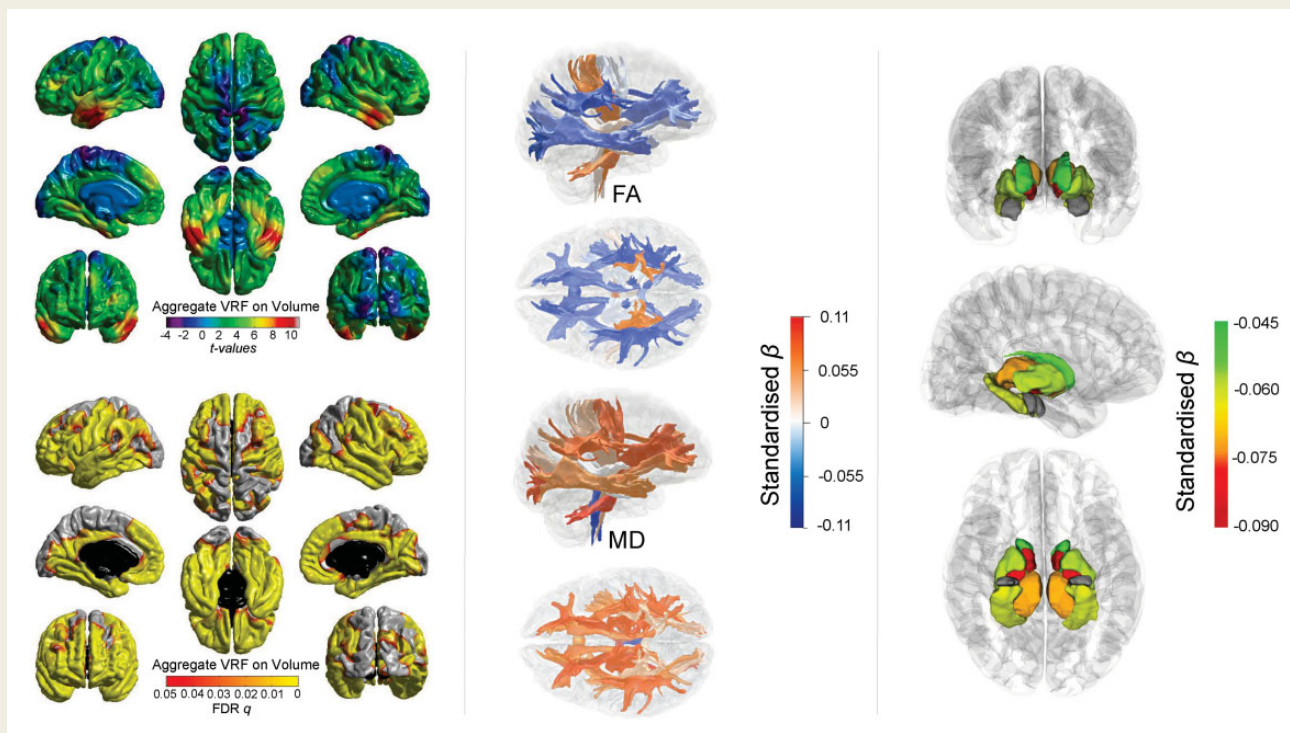 Aggregate VRF on Volume
-4 -2 0 2 4 6 8 10
t-values
Aggregate VRF on Volume
0.05 0.04 0.03 0.02 0.01 0
FDR q
FA
MD
Standardised β
0.11
0.055
0
-0.055
-0.11
Standardised β
-0.045
-0.060
-0.075
-0.090